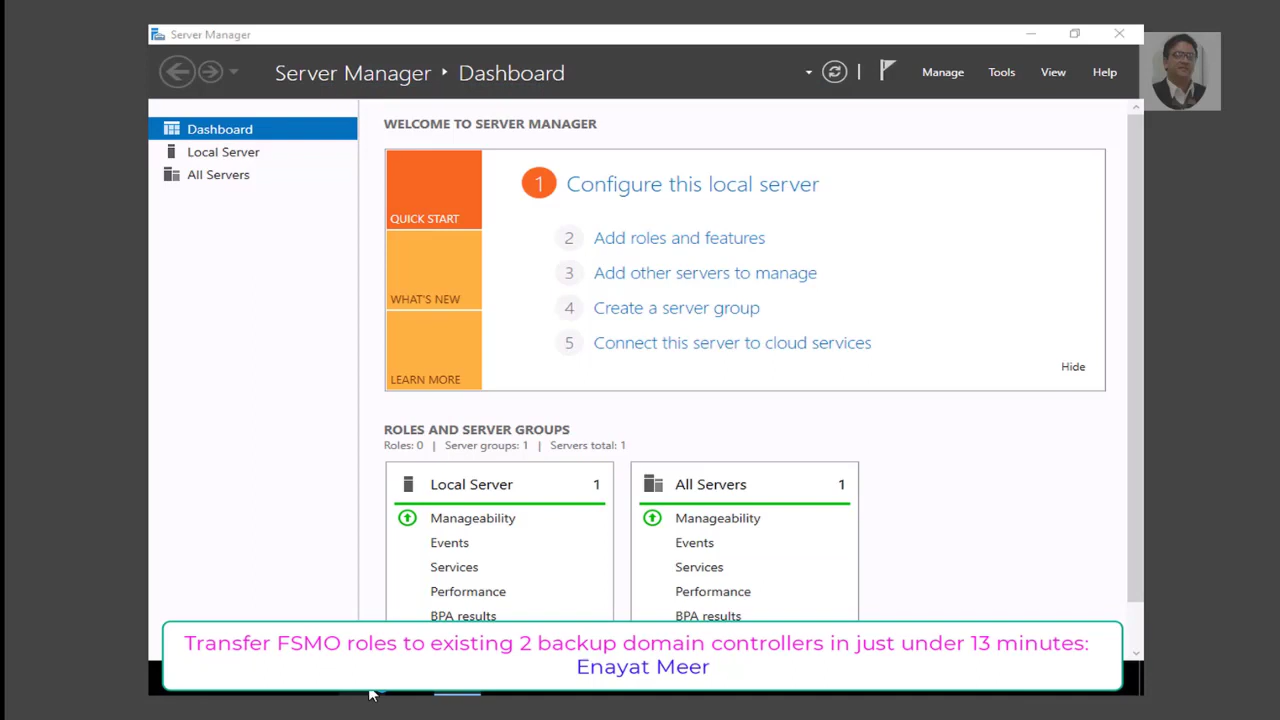 Server Manager
Server Manager ‣ Dashboard
Manage Tools View Help
Dashboard
Local Server
All Servers
WELCOME TO SERVER MANAGER
QUICK START
WHAT'S NEW
LEARN MORE
1 Configure this local server
2 Add roles and features
3 Add other servers to manage
4 Create a server group
5 Connect this server to cloud services
Hide
ROLES AND SERVER GROUPS
Roles: 0 | Server groups: 1 | Servers total: 1
Local Server 1
Manageability
Events
Services
Performance
BPA results
All Servers 1
Manageability
Events
Services
Performance
BPA results
Transfer FSMO roles to existing 2 backup domain controllers in just under 13 minutes:
Enayat Meer